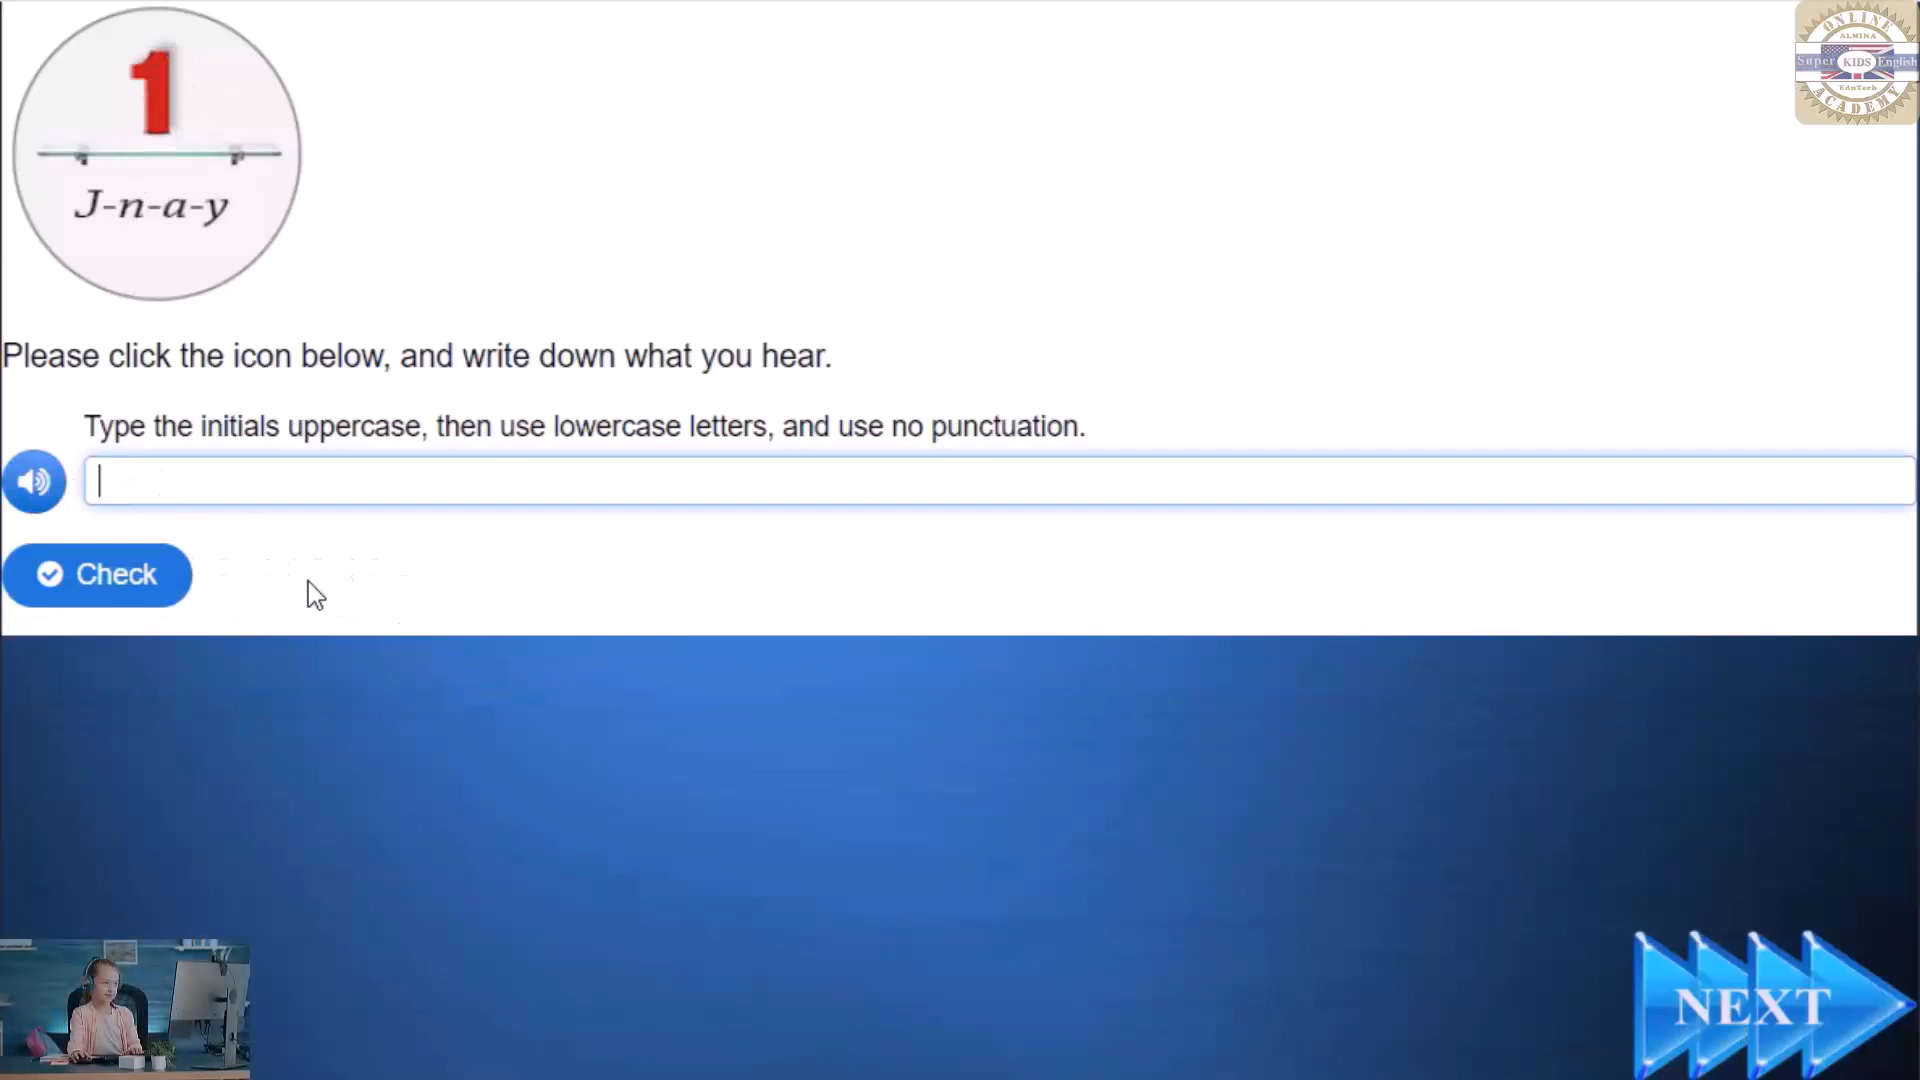 1
J-n-a-y
ONLINE
ALMINA
Super KIDS English
EduTech
ACADEMY
Please click the icon below, and write down what you hear.
Type the initials uppercase, then use lowercase letters, and use no punctuation.
Check
NEXT